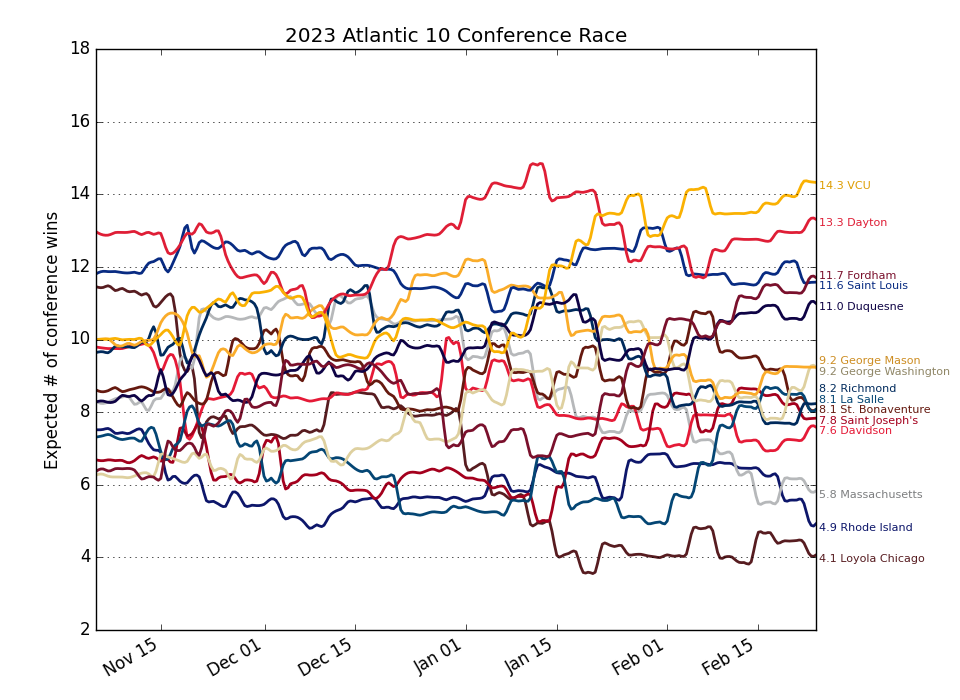 2023 Atlantic 10 Conference Race
Expected # of conference wins
18
16
14
12
10
8
6
4
2
Nov 15
Dec 01
Dec 15
Jan 01
Jan 15
Feb 01
Feb 15
14.3 VCU
13.3 Dayton
11.7 Fordham
11.6 Saint Louis
11.0 Duquesne
9.2 George Mason
9.2 George Washington
8.2 Richmond
8.1 La Salle
8.1 St. Bonaventure
7.8 Saint Joseph's
7.6 Davidson
5.8 Massachusetts
4.9 Rhode Island
4.1 Loyola Chicago